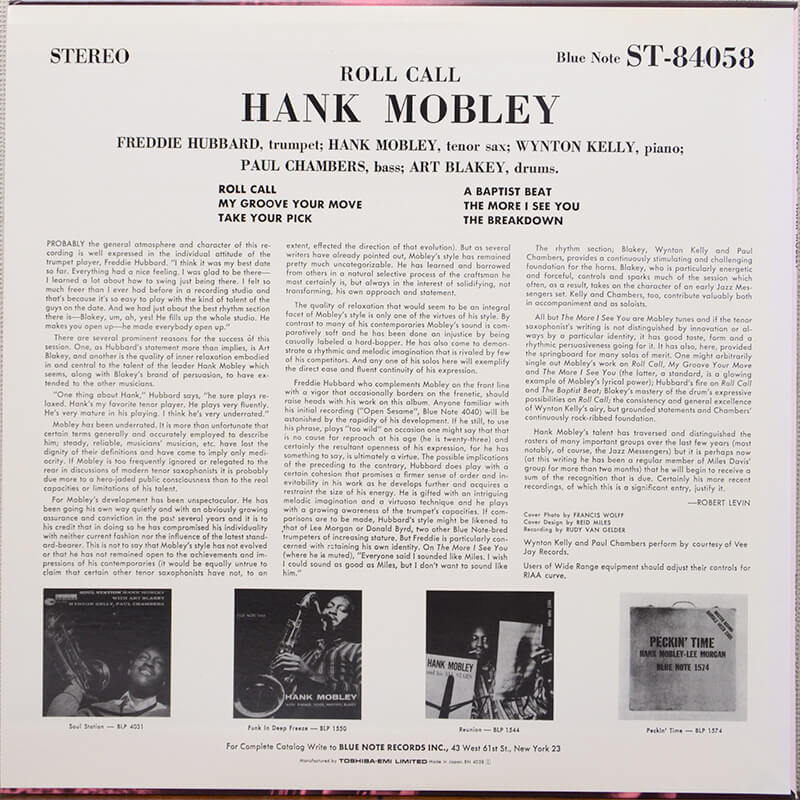 STEREO
Blue Note ST-84058
ROLL CALL
HANK MOBLEY
FREDDIE HUBBARD, trumpet; HANK MOBLEY, tenor sax; WYNTON KELLY, piano;
PAUL CHAMBERS, bass; ART BLAKEY, drums.
ROLL CALL
MY GROOVE YOUR MOVE
TAKE YOUR PICK
A BAPTIST BEAT
THE MORE I SEE YOU
THE BREAKDOWN
PROBABLY the general atmosphere and character of this re-
cording is well expressed in the individual attitude of the
trumpet player, Freddie Hubbard. "I think it was my best date
so far. Everything had a nice feeling. I was glad to be there—
I learned a lot about how to swing just being there. I felt so
much freer than I ever had before in a recording studio and
that's because it's so easy to play with the kind of talent of the
guys on the date. And we had just about the best rhythm section
there is—Blakey, um, oh, yes! He fills up the whole studio. He
makes you open up—he made everybody open up."
There are several prominent reasons for the success of this
session. One, as Hubbard's statement more than implies, is Art
Blakey, and another is the quality of inner relaxation embodied
in and central to the talent of the leader Hank Mobley which
seems, along with Blakey's brand of persuasion, to have ex-
tended to the other musicians.
"One thing about Hank," Hubbard says, "he sure plays re-
laxed. Hank's my favorite tenor player. He plays very fluently.
He's very mature in his playing. I think he's very underrated."
Mobley has been underrated. It is more than unfortunate that
certain terms generally and accurately employed to describe
him; steady, reliable, musicians' musician, etc. have lost the
dignity of their definitions and have come to imply only medi-
ocrity. If Mobley is too frequently ignored or relegated to the
rear in discussions of modern tenor saxophonists it is probably
due more to a hero-jaded public consciousness than to the real
capacities or limitations of his talent.
For Mobley's development has been unspectacular. He has
been going his own way quietly and with an obviously growing
assurance and conviction in the past several years and it is to
his credit that in doing so he has compromised his individuality
with neither current fashion nor the influence of the latest stand-
ard-bearer. This is not to say that Mobley's style has not evolved
or that he has not remained open to the achievements and im-
pressions of his contemporaries (it would be equally untrue to
claim that certain other tenor saxophonists have not, to an
extent, effected the direction of that evolution). But as several
writers have already pointed out, Mobley's style has remained
pretty much uncategorized. He has learned and borrowed
from others in a natural selective process of the craftsman he
most certainly is, but always in the interest of solidifying, not
transforming, his own approach and statement.
The quality of relaxation that would seem to be an integral
facet of Mobley's style is only one of the virtues of his style. By
contrast to many of his contemporaries Mobley's sound is com-
paratively soft and he has been done an injustice by being
casually labeled a hard-bopper. He has also come to demon-
strate a rhythmic and melodic imagination that is rivaled by few
of his competitors. And any one of his solos here will exemplify
the direct ease and fluent continuity of his expression.
Freddie Hubbard who complements Mobley on the front line
with a vigor that occasionally borders on the frenetic, should
raise heads with his work on this album. Anyone familiar with
his initial recording ("Open Sesame", Blue Note 4040) will be
astonished by the rapidity of his development. If he still, to use
his phrase, plays "too wild" on occasion one might say that that
is no cause for reproach at his age (he is twenty-three) and
certainly the resultant openness of his expression, for he has
something to say, is ultimately a virtue. The possible implications
of the preceding to the contrary, Hubbard does play with a
certain cohesion that promises a firmer sense of order and in-
evitability in his work as he develops further and acquires a
restraint the size of his energy. He is gifted with an intriguing
melodic imagination and a virtuoso technique and he plays
with a growing awareness of the trumpet's capacities. If com-
parisons are to be made, Hubbard's style might be likened to
that of Lee Morgan or Donald Byrd, two other Blue Note-bred
trumpeters of increasing stature. But Freddie is particularly con-
cerned with retaining his own identity. On The More I See You
(where he is muted), "Everyone said I sounded like Miles. I wish
I could sound as good as Miles, but I don't want to sound like
him."
The rhythm section; Blakey, Wynton Kelly and Paul
Chambers, provides a continuously stimulating and challenging
foundation for the horns. Blakey, who is particularly energetic
and forceful, controls and sparks much of the session which
often, as a result, takes on the character of an early Jazz Mes-
sengers set. Kelly and Chambers, too, contribute valuably both
in accompaniment and as soloists.
All but The More I See You are Mobley tunes and if the tenor
saxophonist's writing is not distinguished by innovation or al-
ways by a particular identity, it has good taste, form and a
rhythmic persuasiveness going for it. It has also, here, provided
the springboard for many solos of merit. One might arbitrarily
single out Mobley's work on Roll Call, My Groove Your Move
and The More I See You (the latter, a standard, is a glowing
example of Mobley's lyrical power); Hubbard's fire on Roll Call
and The Baptist Beat; Blakey's mastery of the drum's expressive
possibilities on Roll Call; the consistency and general excellence
of Wynton Kelly's airy, but grounded statements and Chambers'
continuously rock-ribbed foundation.
Hank Mobley's talent has traversed and distinguished the
rosters of many important groups over the last few years (most
notably, of course, the Jazz Messengers) but it is perhaps now
(at this writing he has been a regular member of Miles Davis'
group for more than two months) that he will begin to receive a
sum of the recognition that is due. Certainly his more recent
recordings, of which this is a significant entry, justify it.
—ROBERT LEVIN
Cover Photo by FRANCIS WOLFF
Cover Design by REID MILES
Recording by RUDY VAN GELDER
Wynton Kelly and Paul Chambers perform by courtesy of Vee
Jay Records.
Users of Wide Range equipment should adjust their controls for
RIAA curve.
SOUL STATION HANK MOBLEY
WITH ART BLAKEY
WYNTON KELLY, PAUL CHAMBERS
HANK MOBLEY
HANK MOBLEY
and his ALL STARS
PECKIN' TIME
HANK MOBLEY-LEE MORGAN
BLUE NOTE 1574
Soul Station — BLP 4031
Funk In Deep Freeze — BLP 1550
Reunion — BLP 1544
Peckin' Time — BLP 1574
For Complete Catalog Write to BLUE NOTE RECORDS INC., 43 West 61st St., New York 23
Manufactured by TOSHIBA-EMI LIMITED Made in Japan. BN 4058